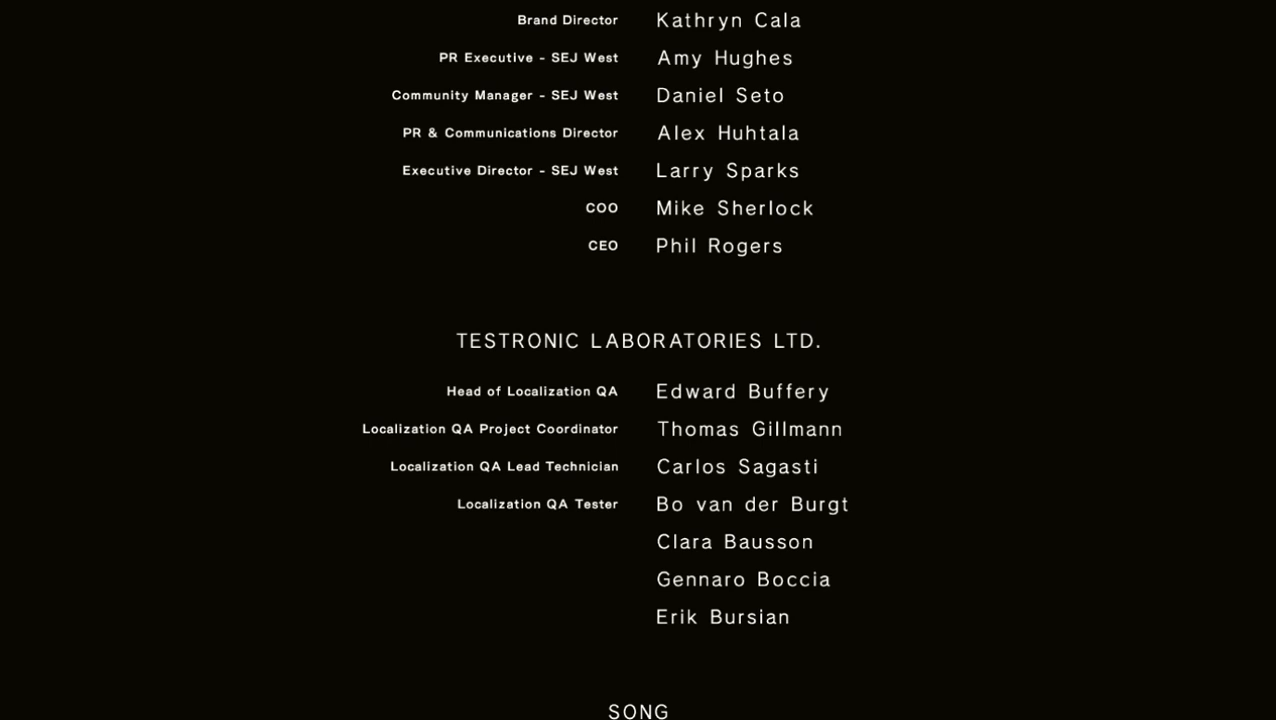 Brand Director Kathryn Cala
PR Executive - SEJ West Amy Hughes
Community Manager - SEJ West Daniel Seto
PR & Communications Director Alex Huhtala
Executive Director - SEJ West Larry Sparks
COO Mike Sherlock
CEO Phil Rogers
TESTRONIC LABORATORIES LTD.
Head of Localization QA Edward Buffery
Localization QA Project Coordinator Thomas Gillmann
Localization QA Lead Technician Carlos Sagasti
Localization QA Tester Bo van der Burgt
Clara Bausson
Gennaro Boccia
Erik Bursian
SONG